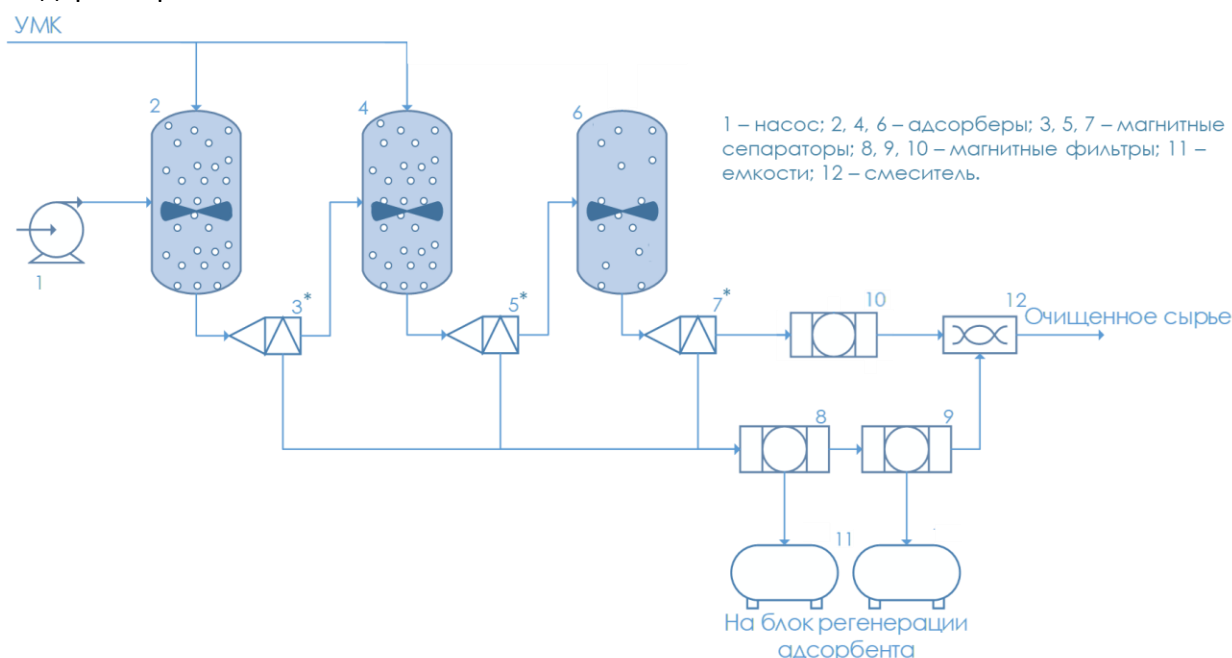 УМК
2
4
6
1 – насос; 2, 4, 6 – адсорберы; 3, 5, 7 – магнитные
сепараторы; 8, 9, 10 – магнитные фильтры; 11 –
емкости; 12 – смеситель.
1
3*
5*
7*
10
12
Очищенное сырье
8
9
11
На блок регенерации
адсорбента